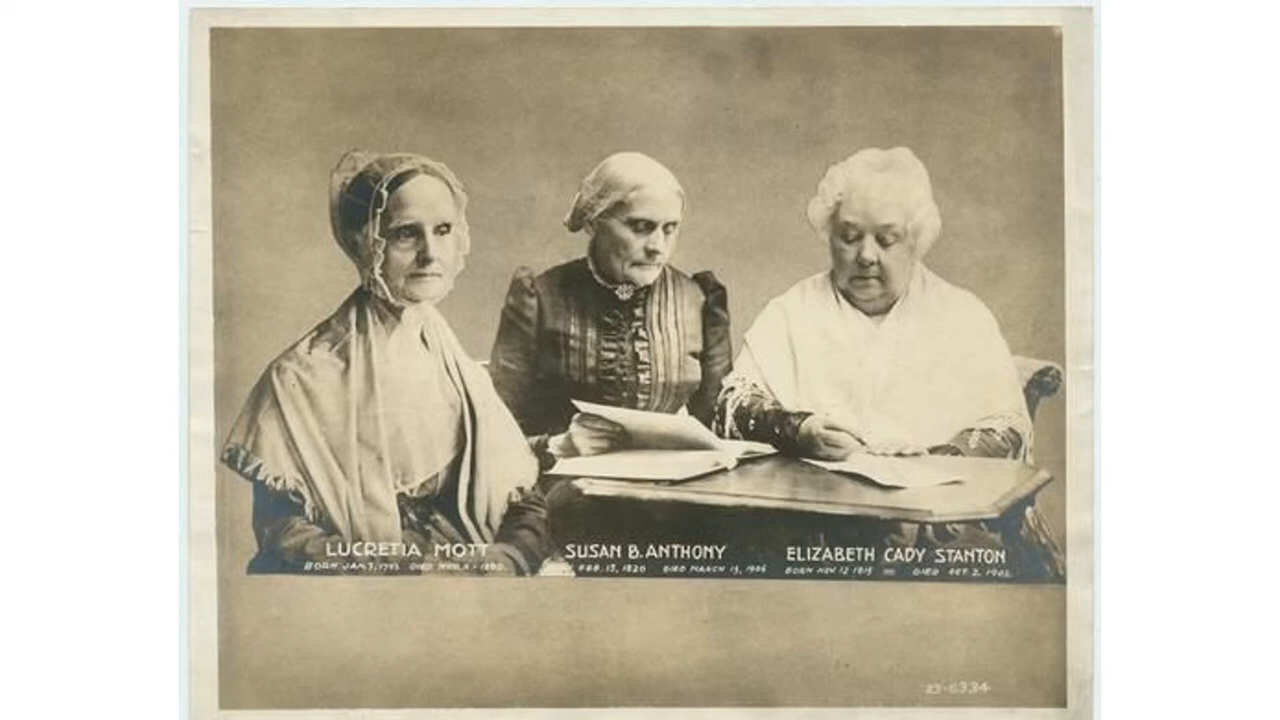 LUCRETIA MOTT
BORN JAN. 3, 1793 DIED NOV. 11 - 1880
SUSAN B. ANTHONY
FEB. 15, 1820 DIED MARCH 13, 1906
ELIZABETH CADY STANTON
BORN NOV 12 1815 — DIED OCT. 2, 1902
23-6334